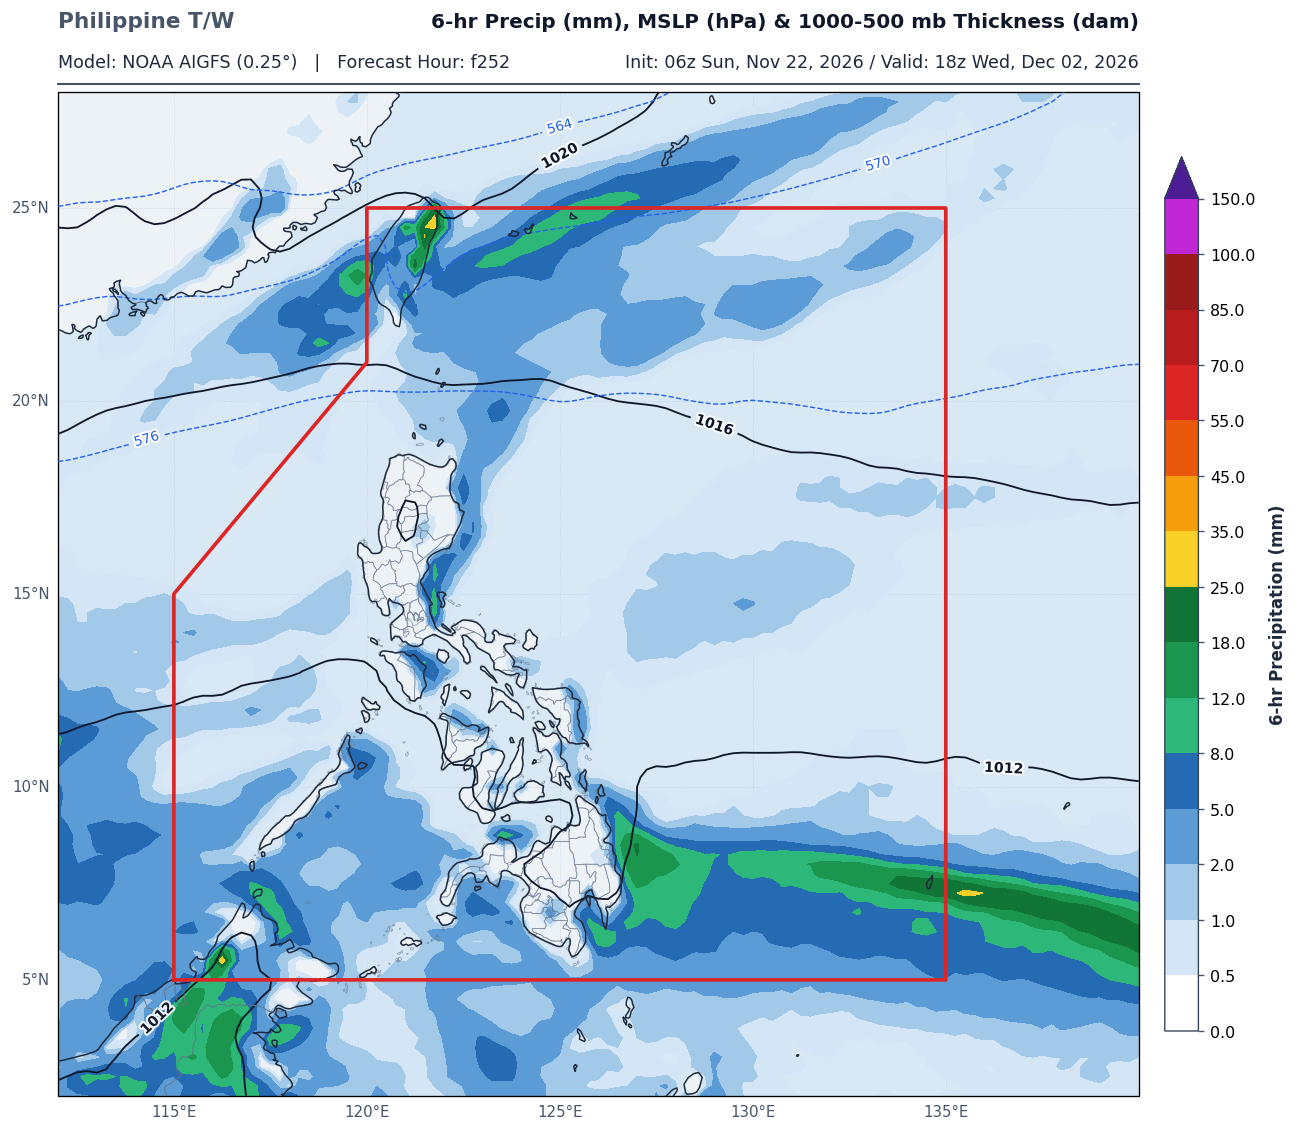 Philippine T/W
6-hr Precip (mm), MSLP (hPa) & 1000-500 mb Thickness (dam)
Model: NOAA AIGFS (0.25°) | Forecast Hour: f252
Init: 06z Sun, Nov 22, 2026 / Valid: 18z Wed, Dec 02, 2026
564
1020
570
25°N
20°N
576
1016
15°N
1012
10°N
5°N
1012
115°E
120°E
125°E
130°E
135°E
150.0
100.0
85.0
70.0
55.0
45.0
35.0
25.0
18.0
12.0
8.0
5.0
2.0
1.0
0.5
0.0
6-hr Precipitation (mm)